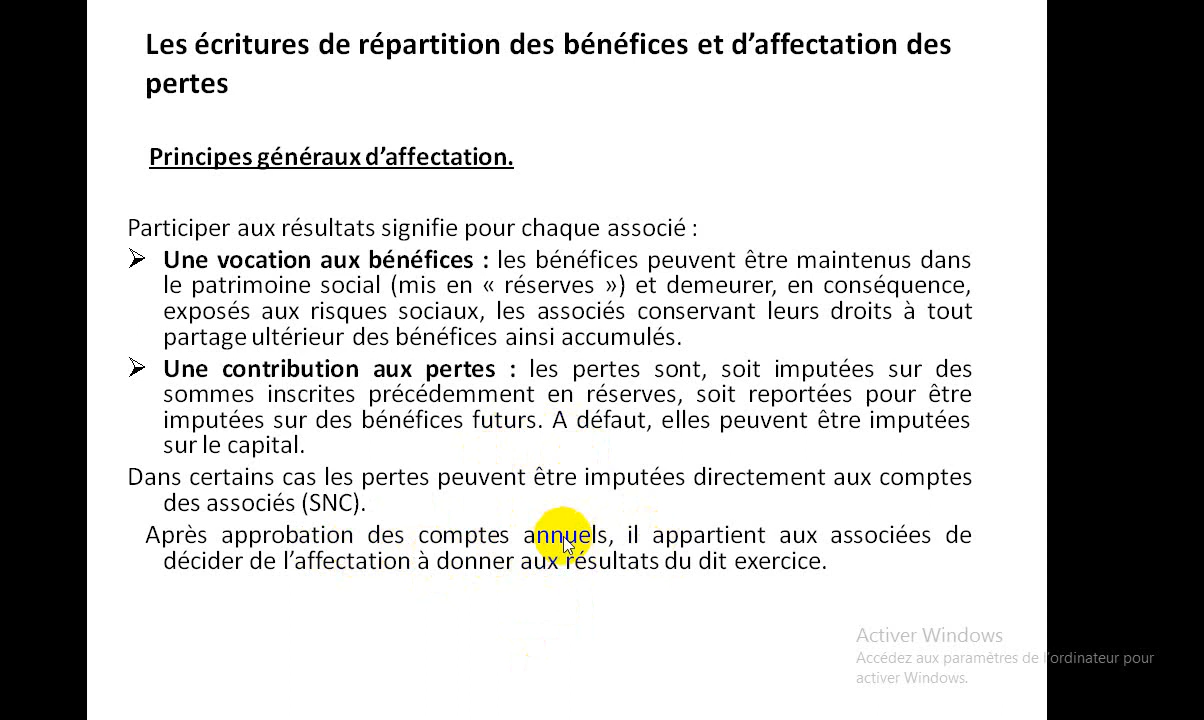 Les écritures de répartition des bénéfices et d’affectation des
pertes
Principes généraux d’affectation.
Participer aux résultats signifie pour chaque associé :
Une vocation aux bénéfices : les bénéfices peuvent être maintenus dans
le patrimoine social (mis en « réserves ») et demeurer, en conséquence,
exposés aux risques sociaux, les associés conservant leurs droits à tout
partage ultérieur des bénéfices ainsi accumulés.
Une contribution aux pertes : les pertes sont, soit imputées sur des
sommes inscrites précédemment en réserves, soit reportées pour être
imputées sur des bénéfices futurs. A défaut, elles peuvent être imputées
sur le capital.
Dans certains cas les pertes peuvent être imputées directement aux comptes
des associés (SNC).
Après approbation des comptes annuels, il appartient aux associées de
décider de l’affectation à donner aux résultats du dit exercice.
Activer Windows
Accédez aux paramètres de l'ordinateur pour
activer Windows.